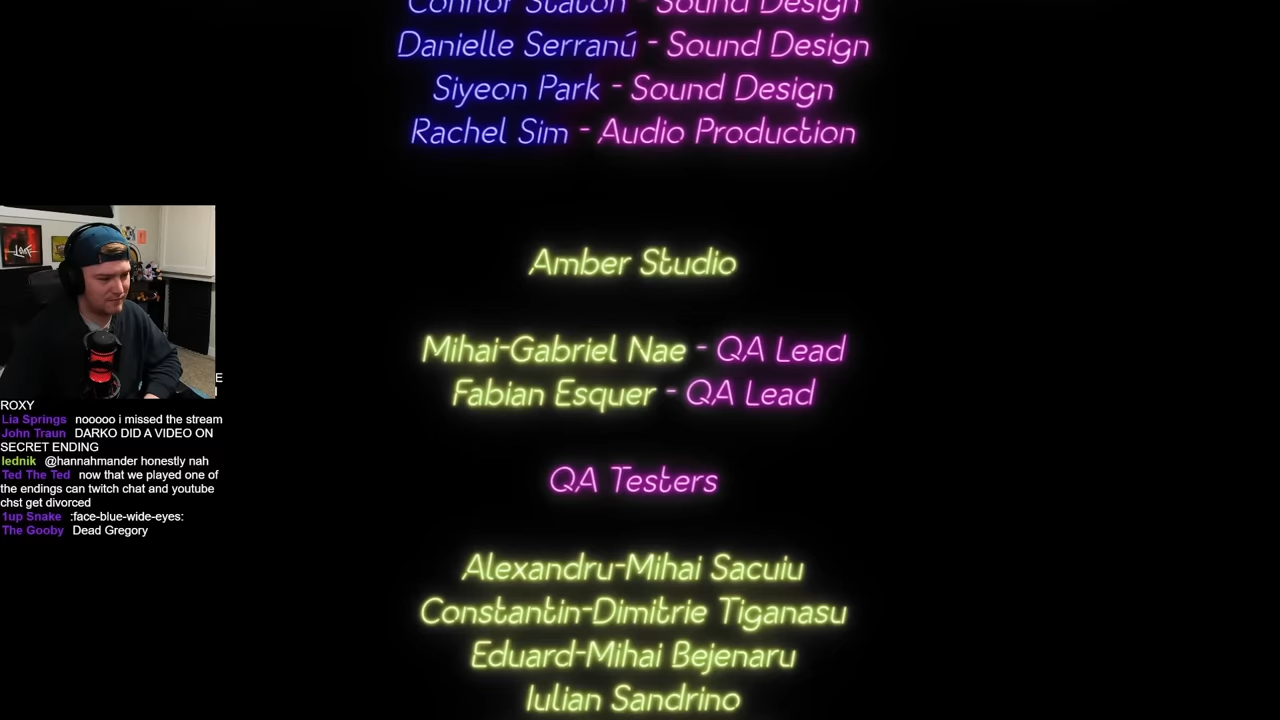 Connor Staton - Sound Design
Danielle Serranú - Sound Design
Siyeon Park - Sound Design
Rachel Sim - Audio Production
Amber Studio
Mihai-Gabriel Nae - QA Lead
Fabian Esquer - QA Lead
QA Testers
Alexandru-Mihai Sacuiu
Constantin-Dimitrie Tiganasu
Eduard-Mihai Bejenaru
Iulian Sandrino
ROXY
Lia Springs nooooo i missed the stream
John Traun DARKO DID A VIDEO ON
SECRET ENDING
lednik @hannahmander honestly nah
Ted The Ted now that we played one of
the endings can twitch chat and youtube
chst get divorced
1up Snake :face-blue-wide-eyes:
The Gooby Dead Gregory